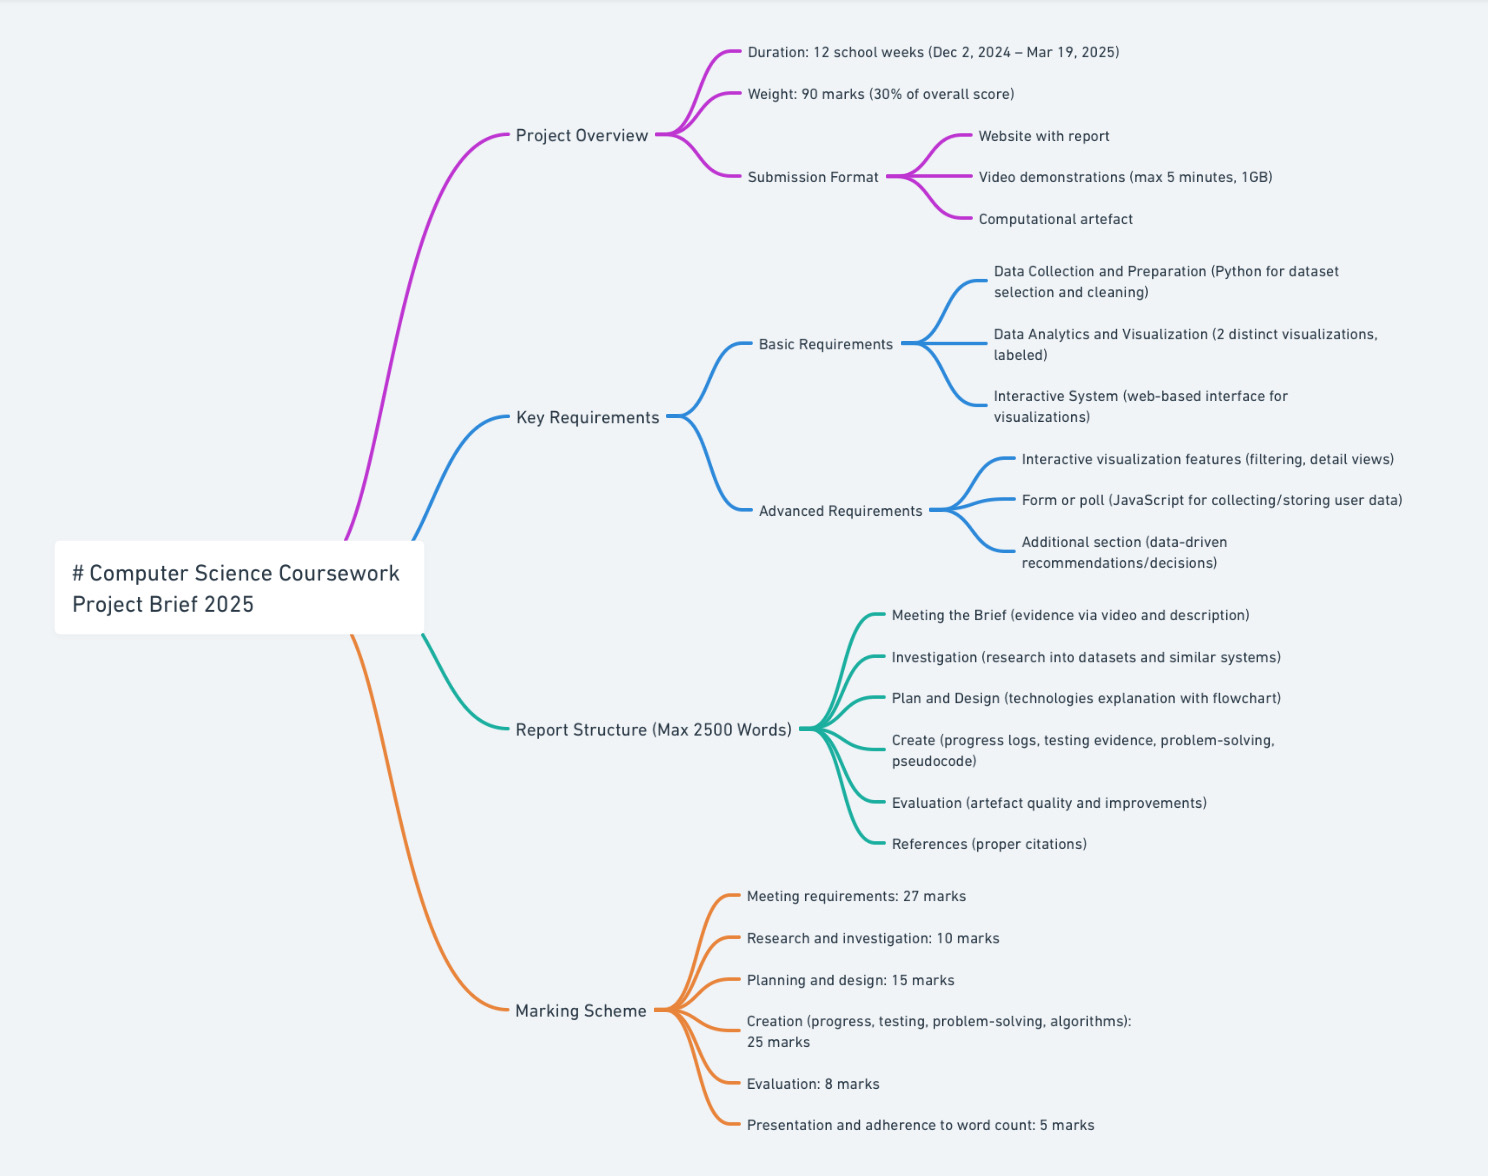 Duration: 12 school weeks (Dec 2, 2024 – Mar 19, 2025)
Weight: 90 marks (30% of overall score)
Project Overview
Website with report
Submission Format
Video demonstrations (max 5 minutes, 1GB)
Computational artefact
Data Collection and Preparation (Python for dataset
selection and cleaning)
Data Analytics and Visualization (2 distinct visualizations,
labeled)
Basic Requirements
Interactive System (web-based interface for
visualizations)
Key Requirements
Interactive visualization features (filtering, detail views)
Form or poll (JavaScript for collecting/storing user data)
Advanced Requirements
Additional section (data-driven
recommendations/decisions)
# Computer Science Coursework
Project Brief 2025
Meeting the Brief (evidence via video and description)
Investigation (research into datasets and similar systems)
Plan and Design (technologies explanation with flowchart)
Report Structure (Max 2500 Words)
Create (progress logs, testing evidence, problem-solving,
pseudocode)
Evaluation (artefact quality and improvements)
References (proper citations)
Meeting requirements: 27 marks
Research and investigation: 10 marks
Planning and design: 15 marks
Marking Scheme
Creation (progress, testing, problem-solving, algorithms):
25 marks
Evaluation: 8 marks
Presentation and adherence to word count: 5 marks